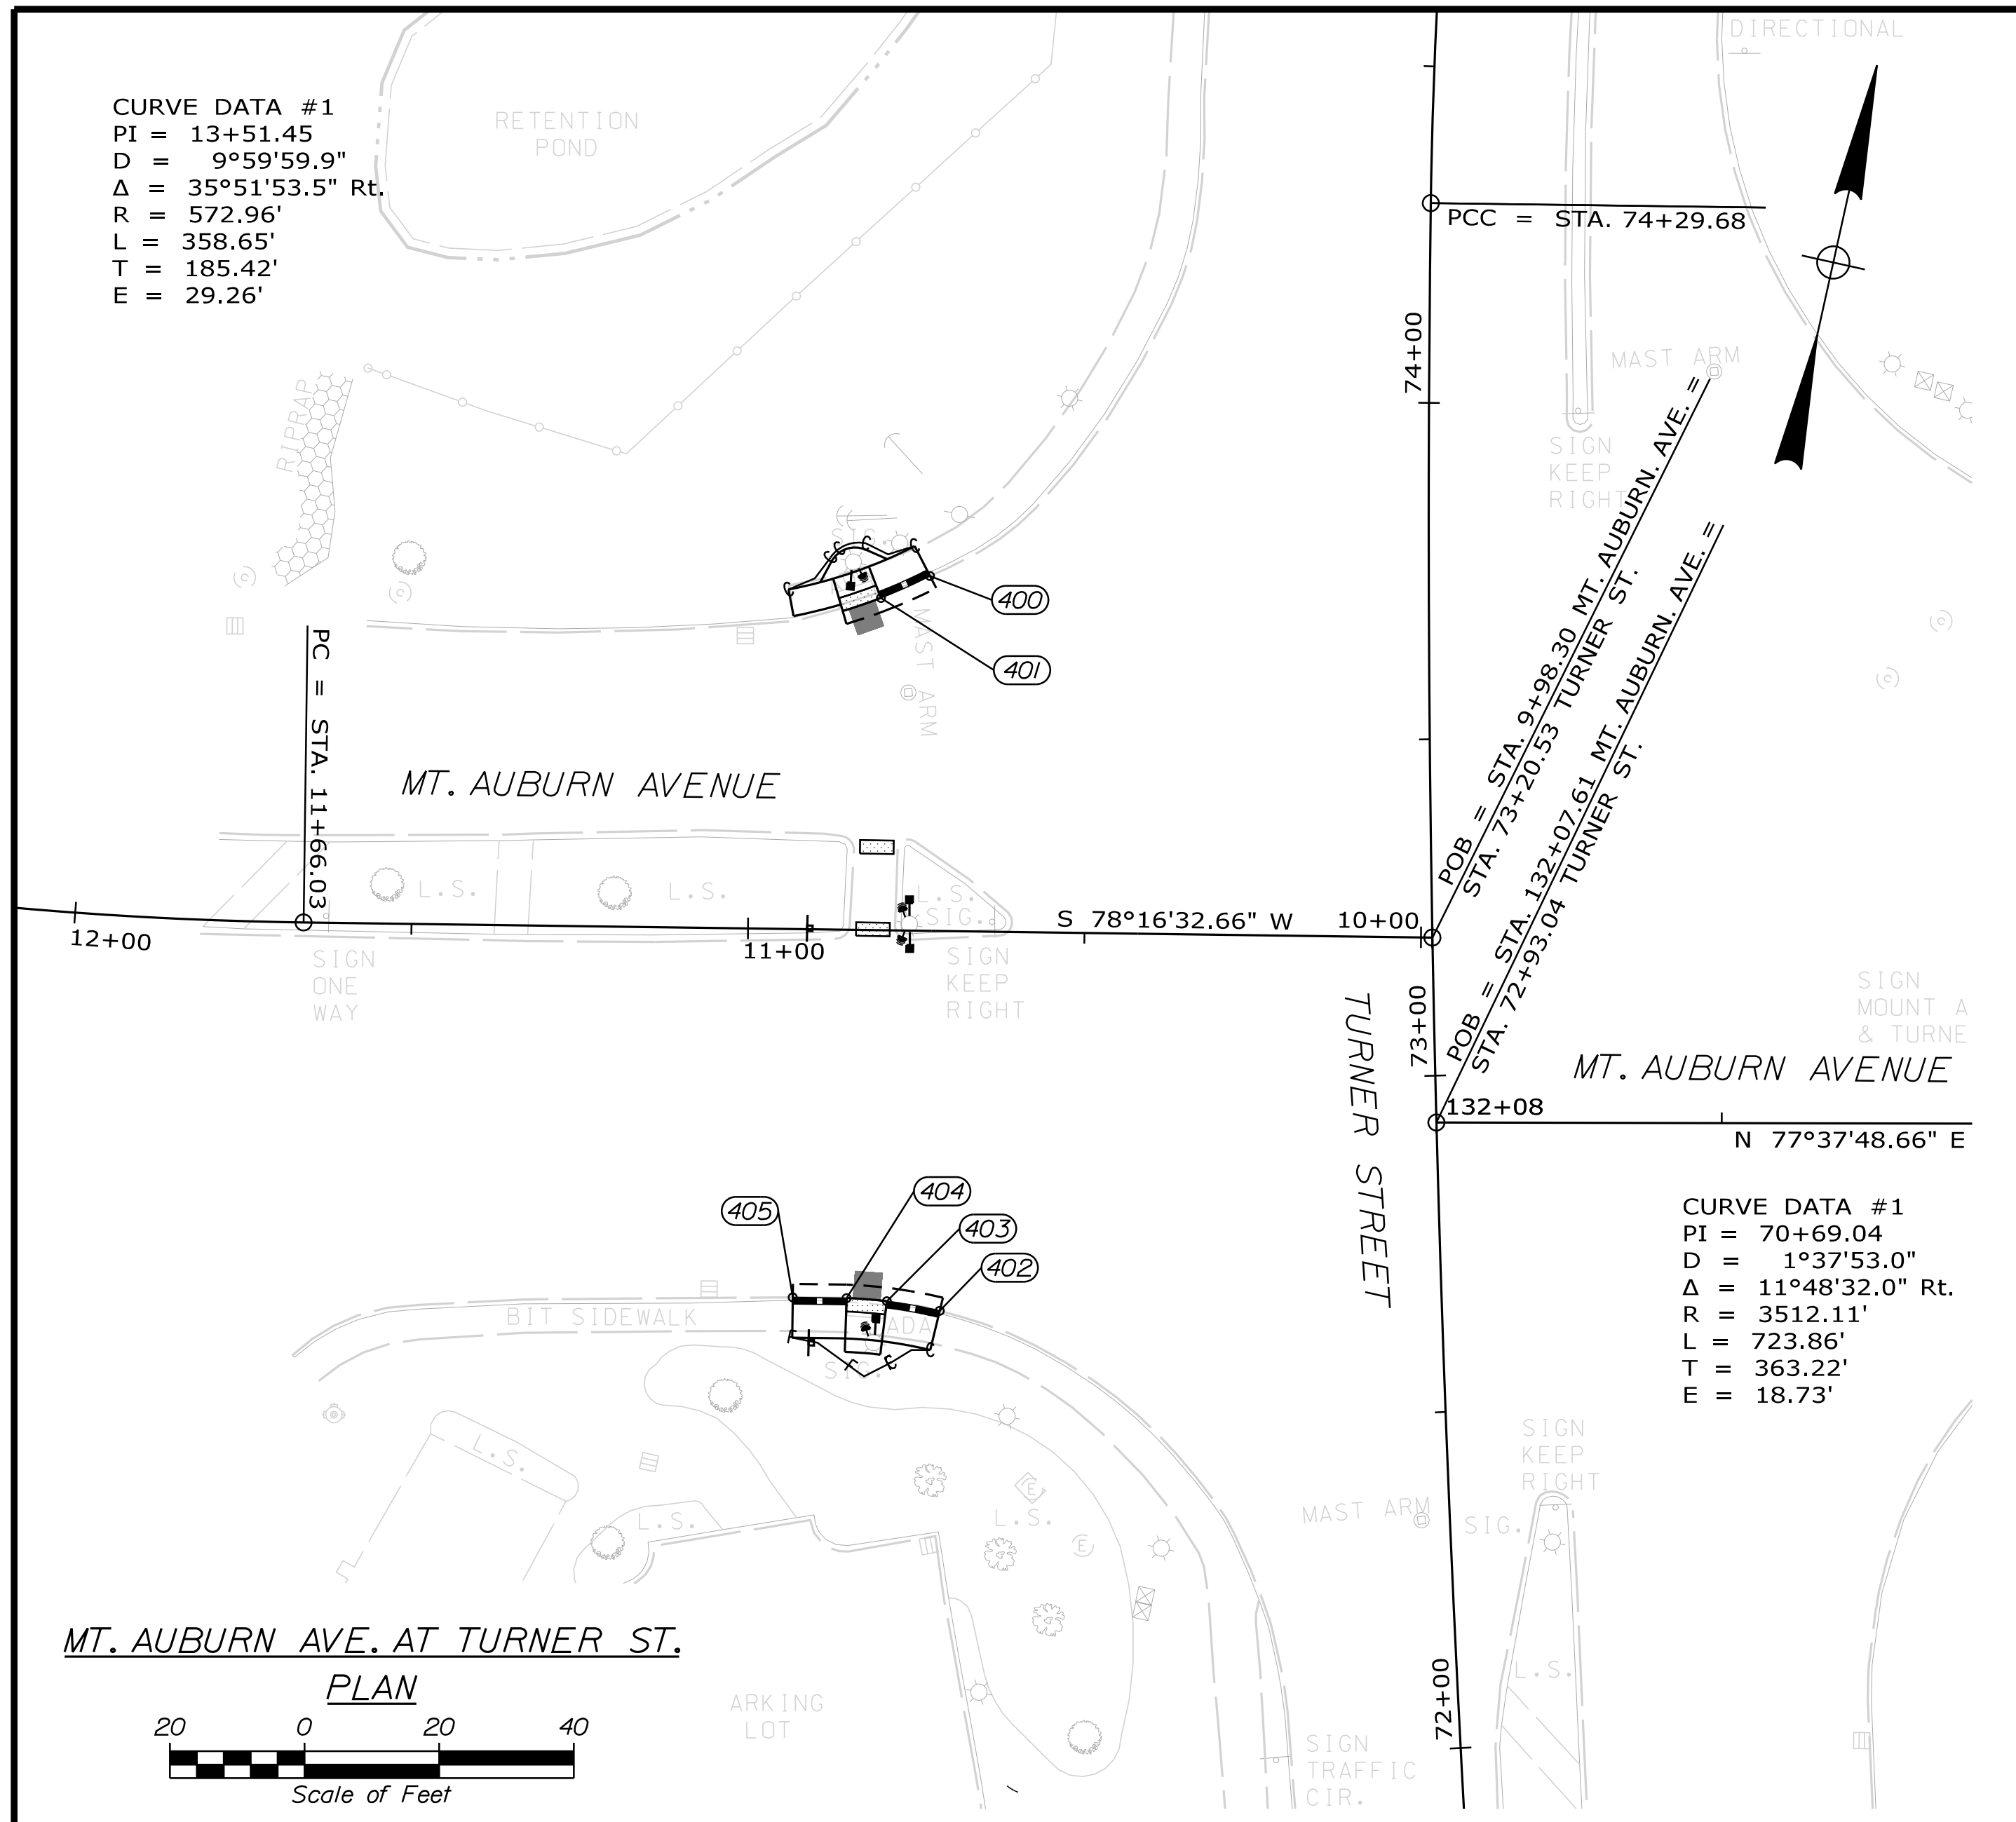 DIRECTIONAL
CURVE DATA #1
PI = 13+51.45
D = 9°59'59.9"
Δ = 35°51'53.5" Rt.
R = 572.96'
L = 358.65'
T = 185.42'
E = 29.26'
RETENTION
POND
PCC = STA. 74+29.68
74+00
MAST ARM
RIPRAP
SIGN
KEEP
RIGHT
SIG.
400
401
MAST ARM
MAST ARM
PC = STA. 11+66.03
MT. AUBURN AVENUE
POB = STA. 9+98.30 MT. AUBURN. AVE. =
STA. 73+20.53 TURNER ST.
POB = STA. 132+07.61 MT. AUBURN. AVE. =
STA. 72+93.04 TURNER ST.
L.S.
L.S.
L.S.
SIG.
S 78°16'32.66" W
10+00
12+00
11+00
SIGN
ONE
WAY
SIGN
KEEP
RIGHT
SIGN
MOUNT A
& TURNE
73+00
TURNER STREET
MT. AUBURN AVENUE
132+08
N 77°37'48.66" E
404
405
403
402
BIT SIDEWALK
ADA
SIG.
CURVE DATA #1
PI = 70+69.04
D = 1°37'53.0"
Δ = 11°48'32.0" Rt.
R = 3512.11'
L = 723.86'
T = 363.22'
E = 18.73'
L.S.
L.S.
L.S.
E
E
MAST ARM
SIG.
SIGN
KEEP
RIGHT
L.S.
72+00
MT. AUBURN AVE. AT TURNER ST.
PLAN
20 0 20 40
Scale of Feet
ARKING
LOT
SIGN
TRAFFIC
CIR.